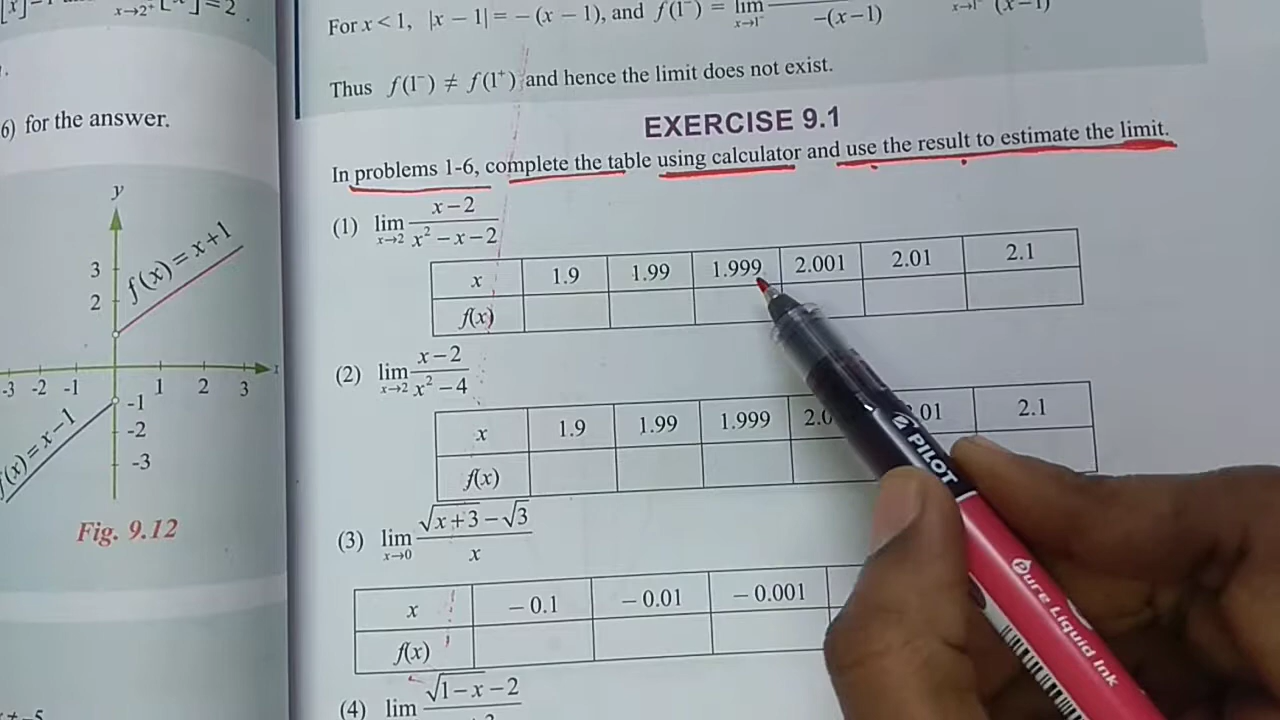 6) for the answer.
y
3
2
f(x) = x+1
-3 -2 -1
1 2 3
-1
-2
-3
f(x) = x−1
Fig. 9.12
For x < 1, |x − 1| = − (x − 1), and f(1⁻) = lim
x→1⁻
−(x−1)
(x−1)
Thus f(1⁻) ≠ f(1⁺) and hence the limit does not exist.
EXERCISE 9.1
In problems 1-6, complete the table using calculator and use the result to estimate the limit.
(1) lim x→2 (x−2)/(x²−x−2)
x 1.9 1.99 1.999 2.001 2.01 2.1
f(x)
(2) lim x→2 (x−2)/(x²−4)
x 1.9 1.99 1.999 2.1
f(x)
(3) lim x→0 (√(x+3)−√3)/x
x − 0.1 − 0.01 − 0.001
f(x)
(4) lim √(1−x)−2
PILOT
Pure Liquid Ink